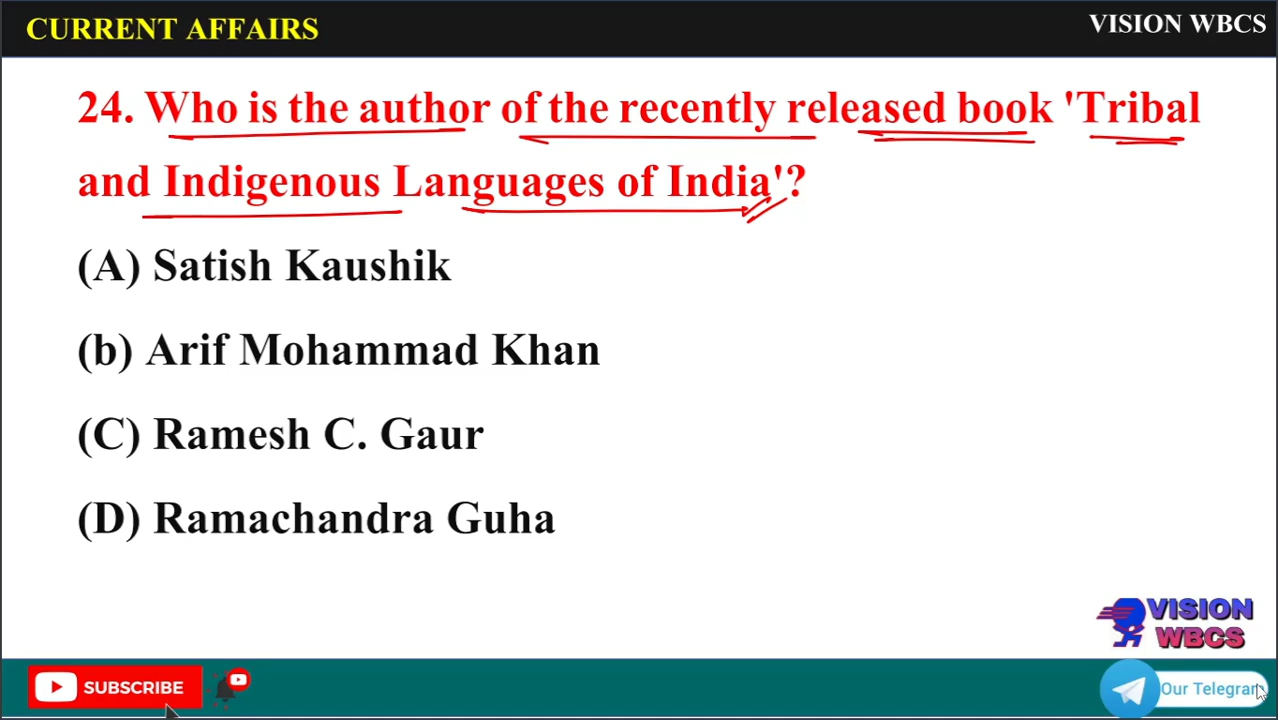 CURRENT AFFAIRS
VISION WBCS
24. Who is the author of the recently released book 'Tribal
and Indigenous Languages of India'?
(A) Satish Kaushik
(b) Arif Mohammad Khan
(C) Ramesh C. Gaur
(D) Ramachandra Guha
VISION
WBCS
SUBSCRIBE
Our Telegram